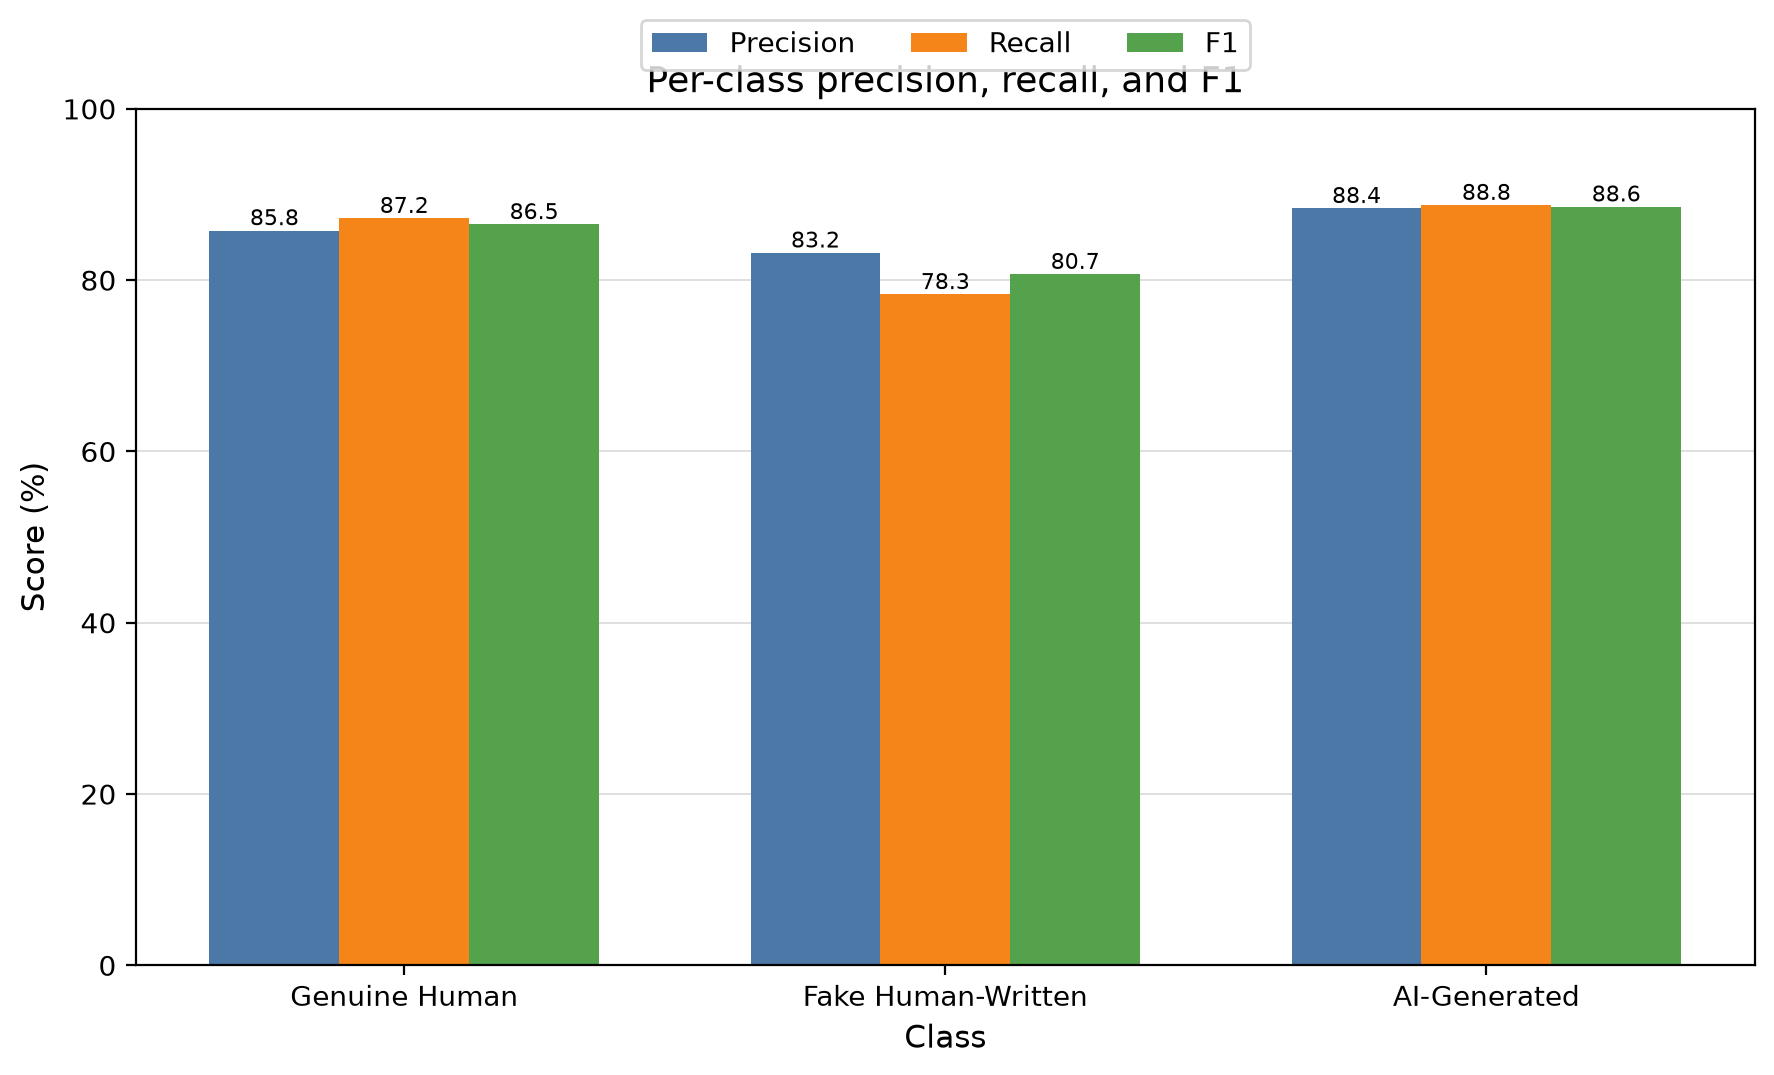 Precision Recall F1
Per-class precision, recall, and F1
100
80
60
40
20
0
Score (%)
85.8 87.2 86.5
83.2 78.3 80.7
88.4 88.8 88.6
Genuine Human Fake Human-Written AI-Generated
Class